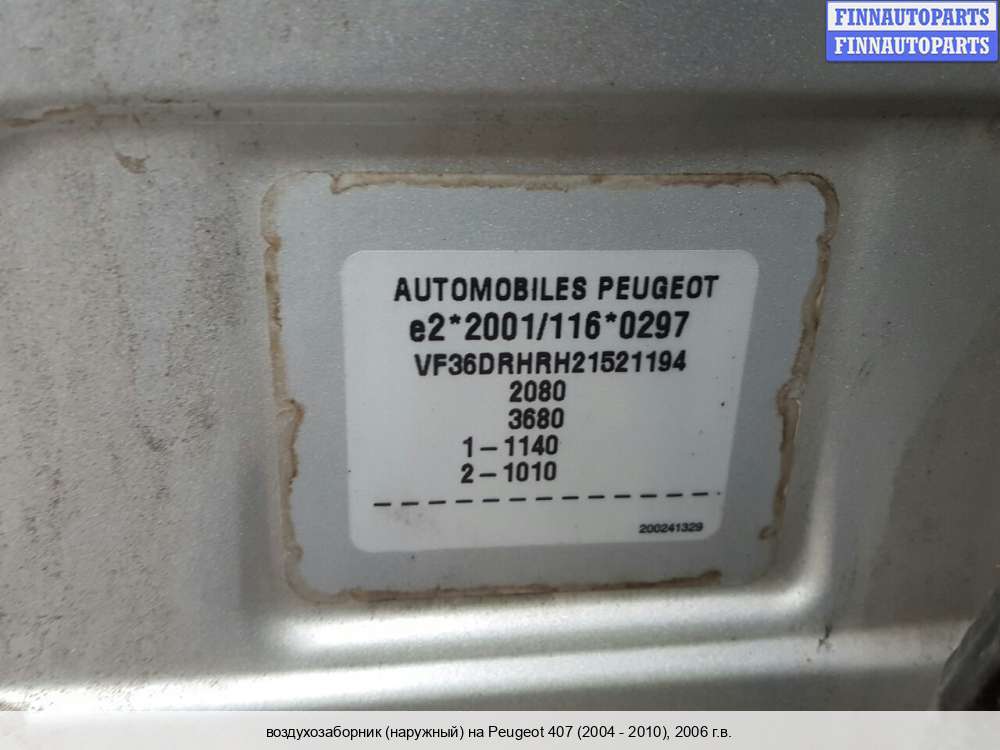 FINNAUTOPARTS
FINNAUTOPARTS
AUTOMOBILES PEUGEOT
e2*2001/116*0297
VF36DRHRH21521194
2080
3680
1-1140
2-1010
200241329
воздухозаборник (наружный) на Peugeot 407 (2004 - 2010), 2006 г.в.